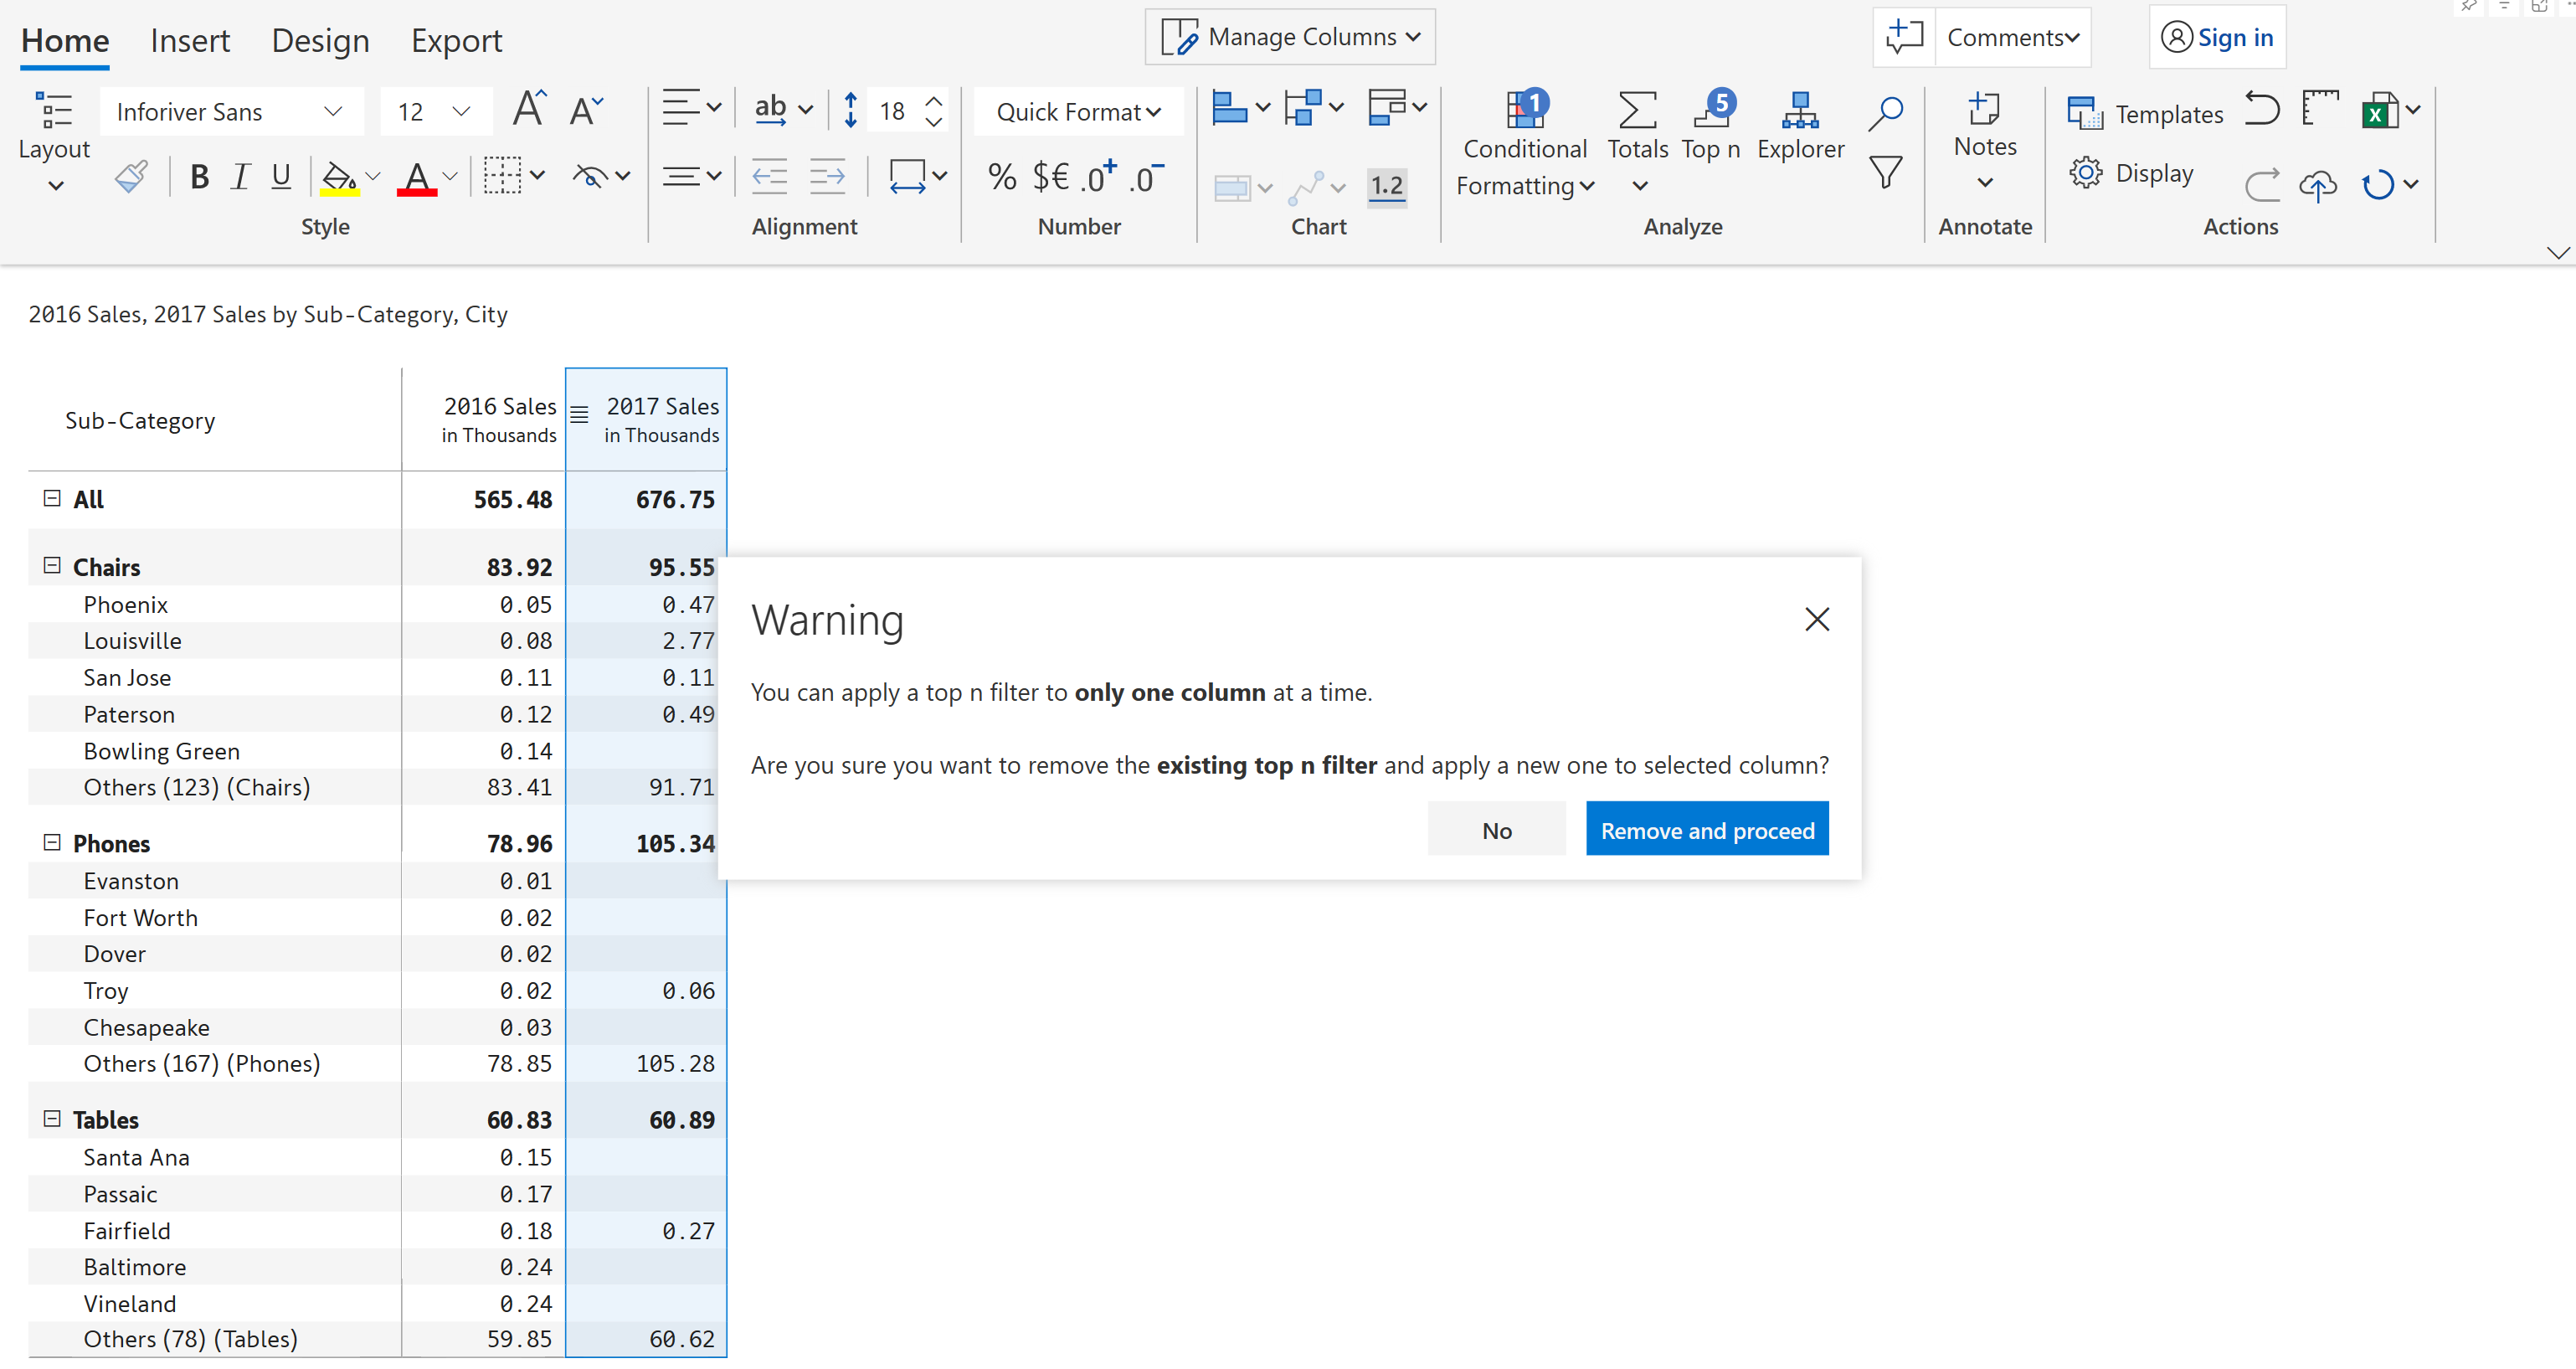 Home Insert Design Export
Manage Columns
Comments
Sign in
Layout
Inforiver Sans
12
ab
18
Quick Format
1
Conditional
Formatting
Totals
5
Top n
Explorer
Notes
Templates
Display
B I U A
% $€ .0+ .0-
1.2
X
Style
Alignment
Number
Chart
Analyze
Annotate
Actions
2016 Sales, 2017 Sales by Sub-Category, City
Sub-Category 2016 Sales 2017 Sales
in Thousands in Thousands
All 565.48 676.75
Chairs 83.92 95.55
Phoenix 0.05 0.47
Louisville 0.08 2.77
San Jose 0.11 0.11
Paterson 0.12 0.49
Bowling Green 0.14
Others (123) (Chairs) 83.41 91.71
Phones 78.96 105.34
Evanston 0.01
Fort Worth 0.02
Dover 0.02
Troy 0.02 0.06
Chesapeake 0.03
Others (167) (Phones) 78.85 105.28
Tables 60.83 60.89
Santa Ana 0.15
Passaic 0.17
Fairfield 0.18 0.27
Baltimore 0.24
Vineland 0.24
Others (78) (Tables) 59.85 60.62
Warning
You can apply a top n filter to only one column at a time.
Are you sure you want to remove the existing top n filter and apply a new one to selected column?
No
Remove and proceed